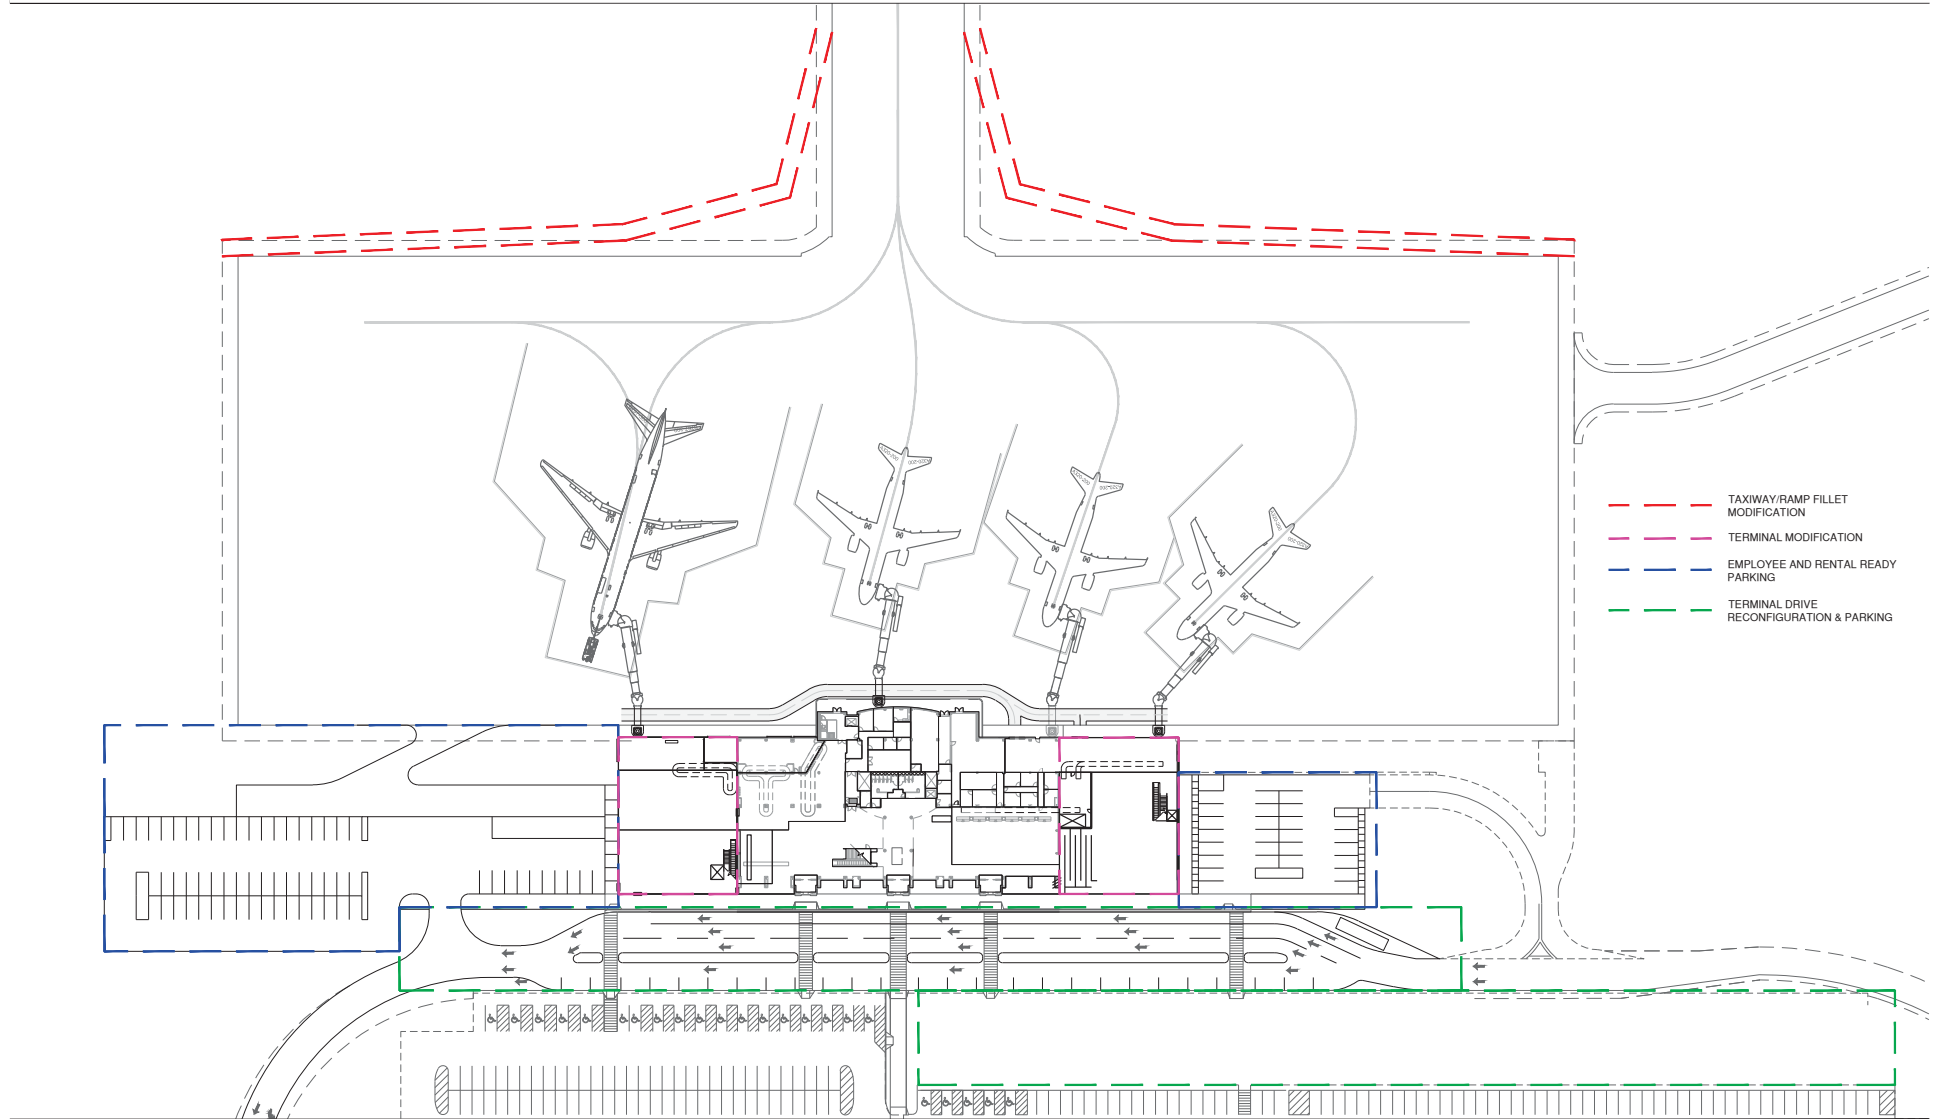 TAXIWAY/RAMP FILLET
MODIFICATION
TERMINAL MODIFICATION
EMPLOYEE AND RENTAL READY
PARKING
TERMINAL DRIVE
RECONFIGURATION & PARKING